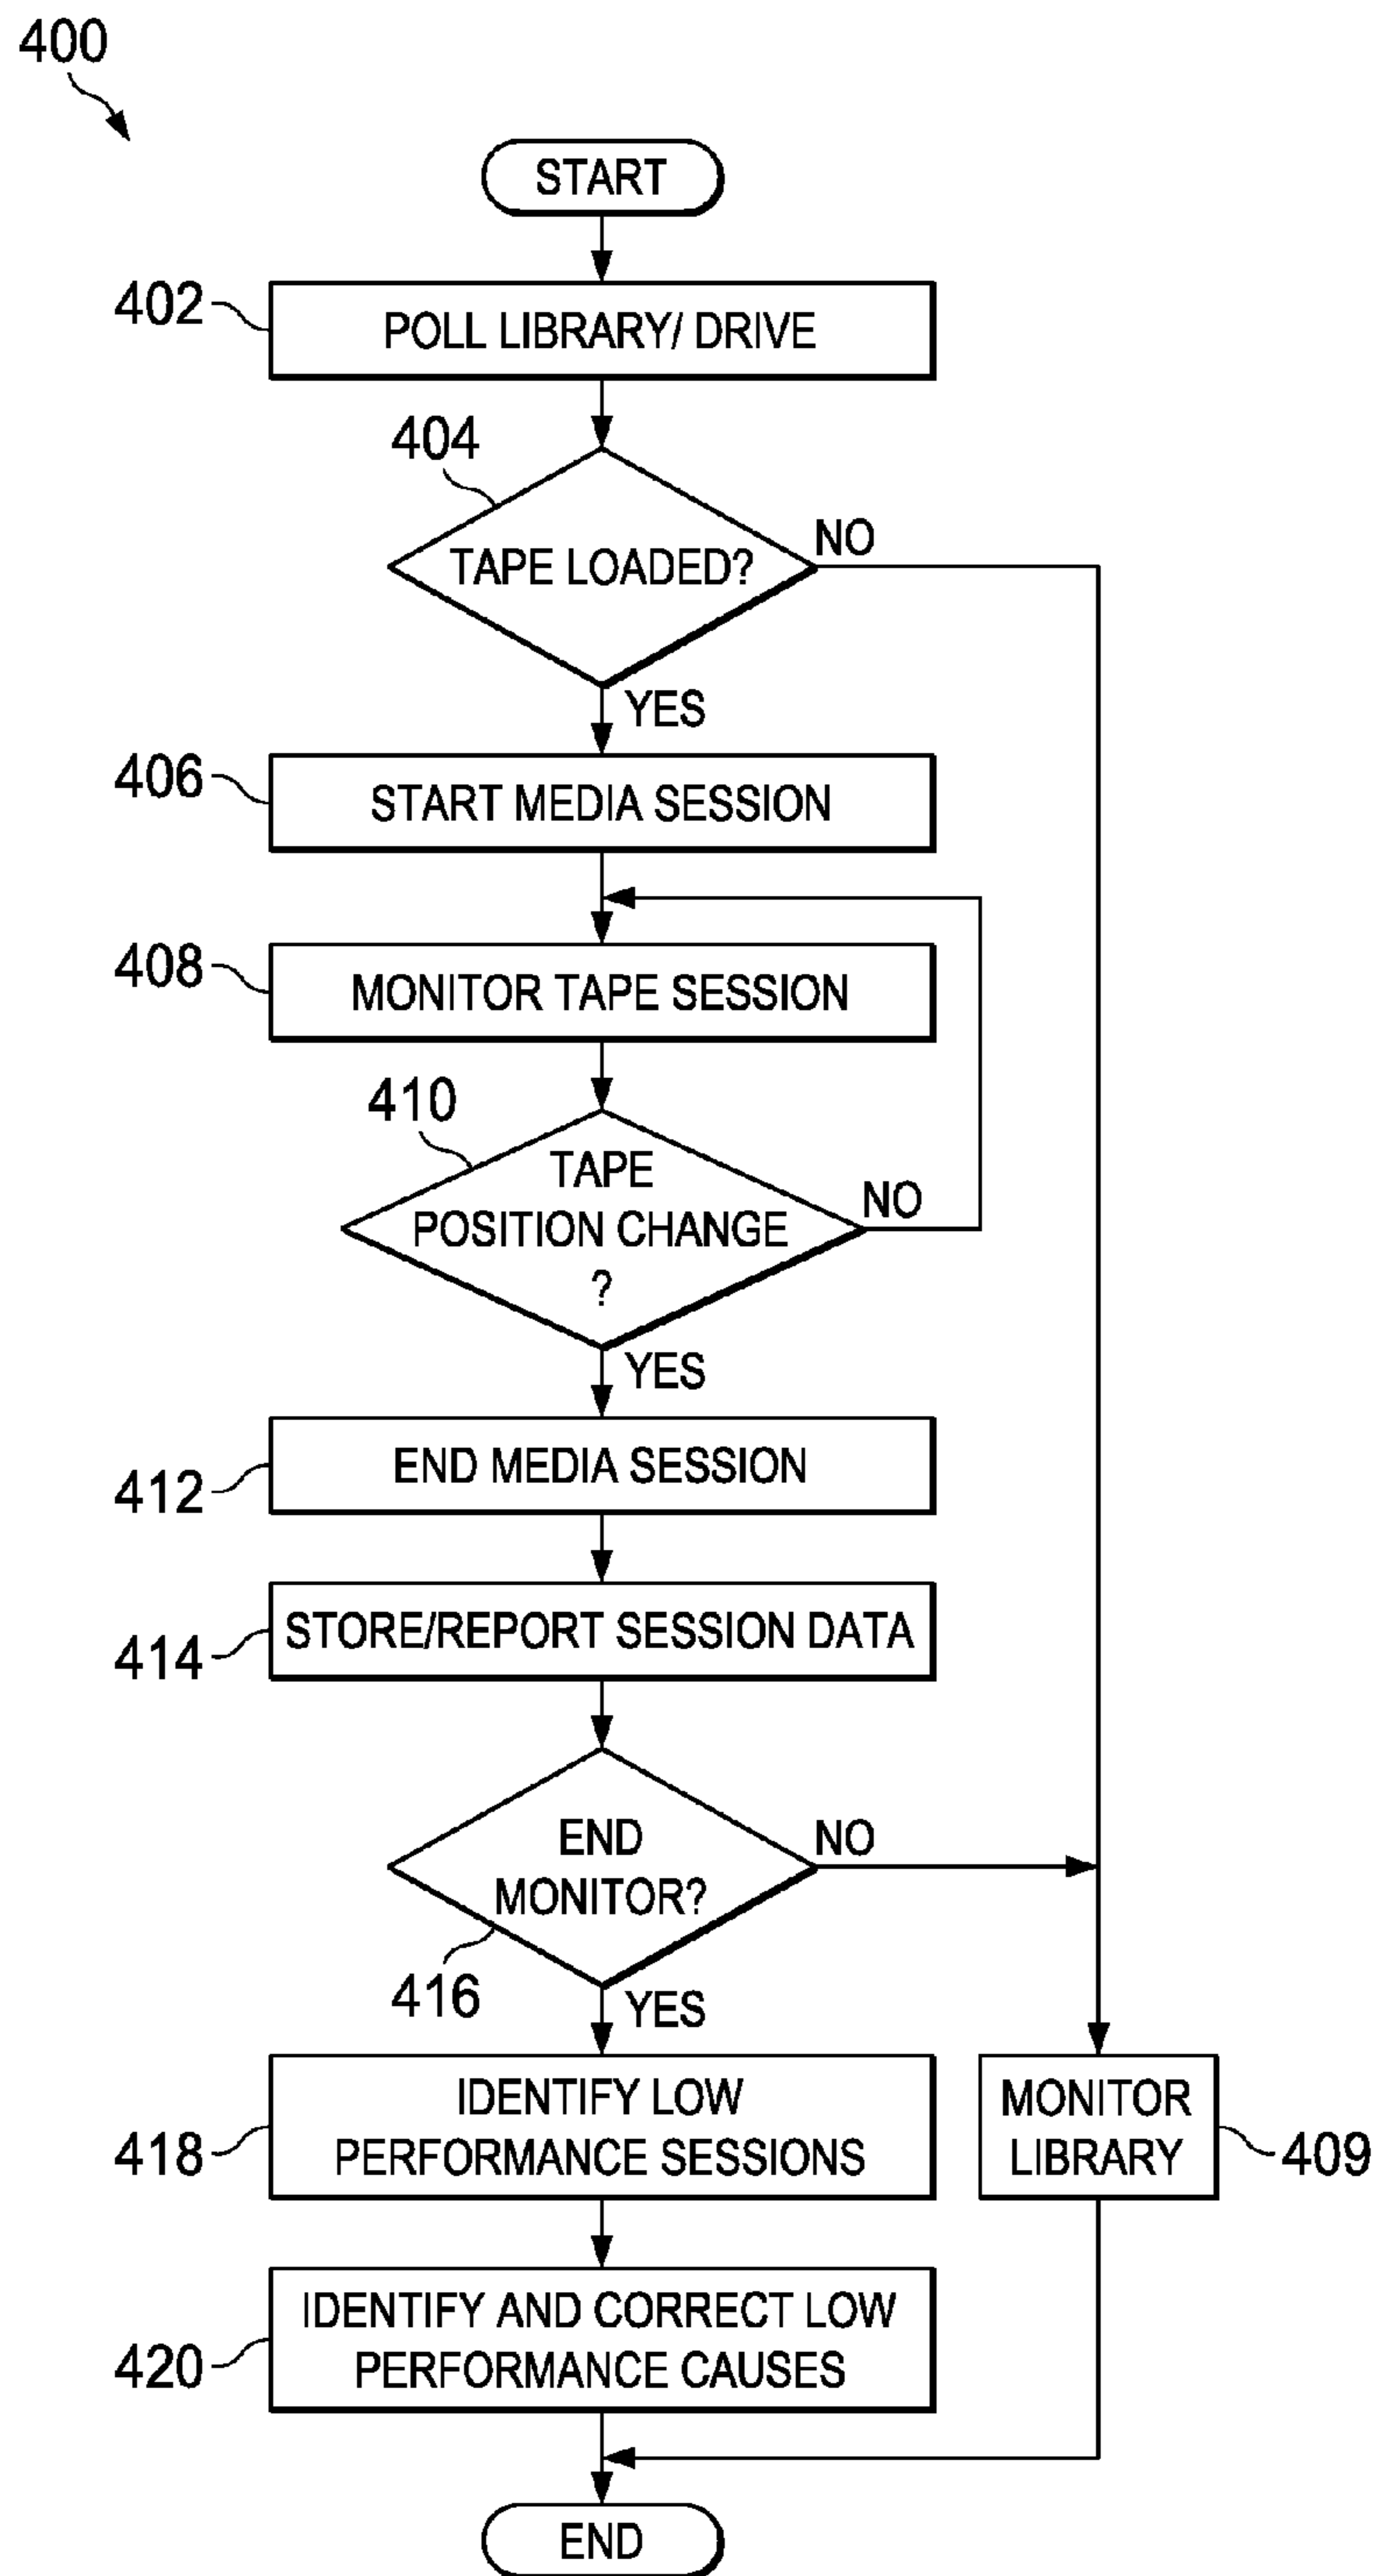 400
START
402
POLL LIBRARY/ DRIVE
404
TAPE LOADED?
NO
YES
406
START MEDIA SESSION
408
MONITOR TAPE SESSION
410
TAPE
POSITION CHANGE
?
NO
YES
412
END MEDIA SESSION
414
STORE/REPORT SESSION DATA
END
MONITOR?
NO
416
YES
418
IDENTIFY LOW
PERFORMANCE SESSIONS
MONITOR
LIBRARY
409
420
IDENTIFY AND CORRECT LOW
PERFORMANCE CAUSES
END